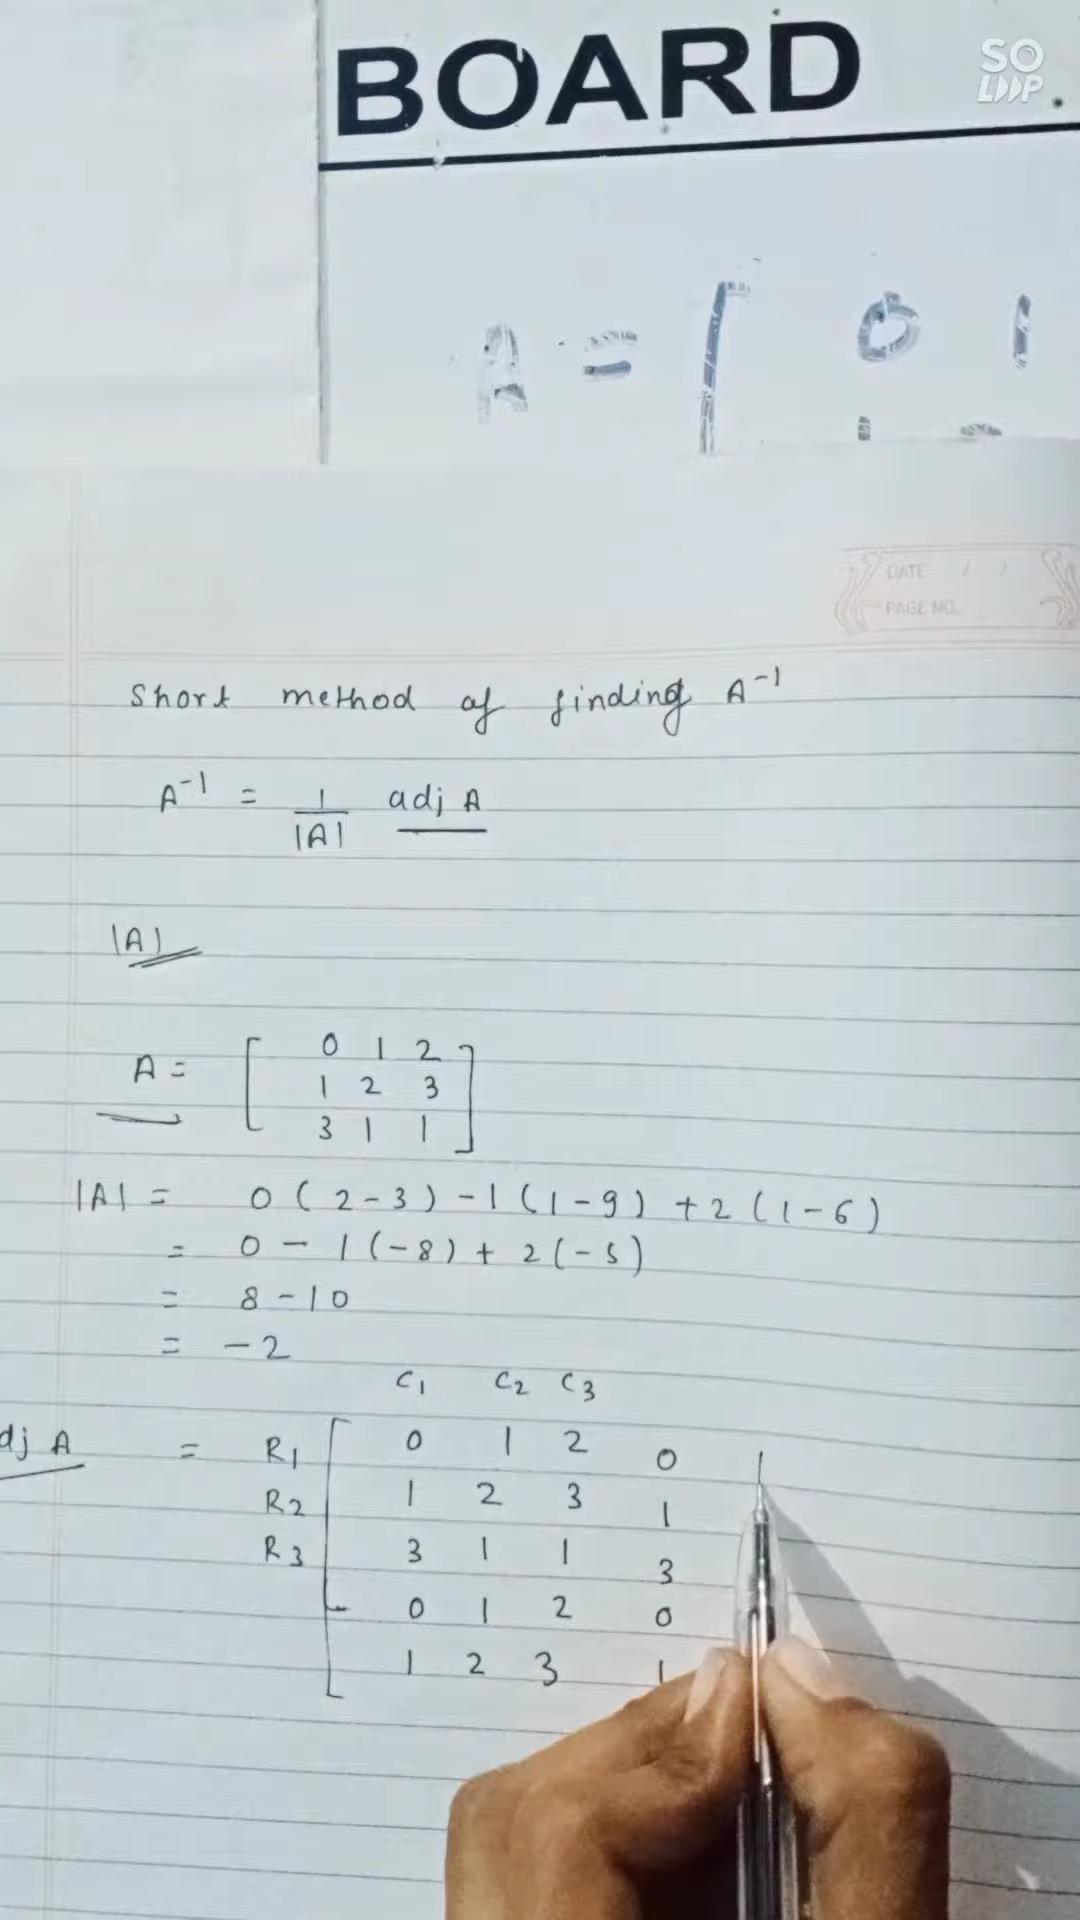 BOARD
SO
LOOP
A = [ 0 1
DATE / /
PAGE NO.
Short method of finding A⁻¹
A⁻¹ = 1/|A| adj A
|A|
A = [ 0 1 2
1 2 3
3 1 1 ]
|A| = 0 ( 2 - 3 ) - 1 ( 1 - 9 ) + 2 ( 1 - 6 )
= 0 - 1 ( - 8 ) + 2 ( - 5 )
= 8 - 10
= - 2
C₁ C₂ C₃
dj A = R₁ [ 0 1 2 0 1
R₂ 1 2 3 1
R₃ 3 1 1 3
0 1 2 0
1 2 3 1